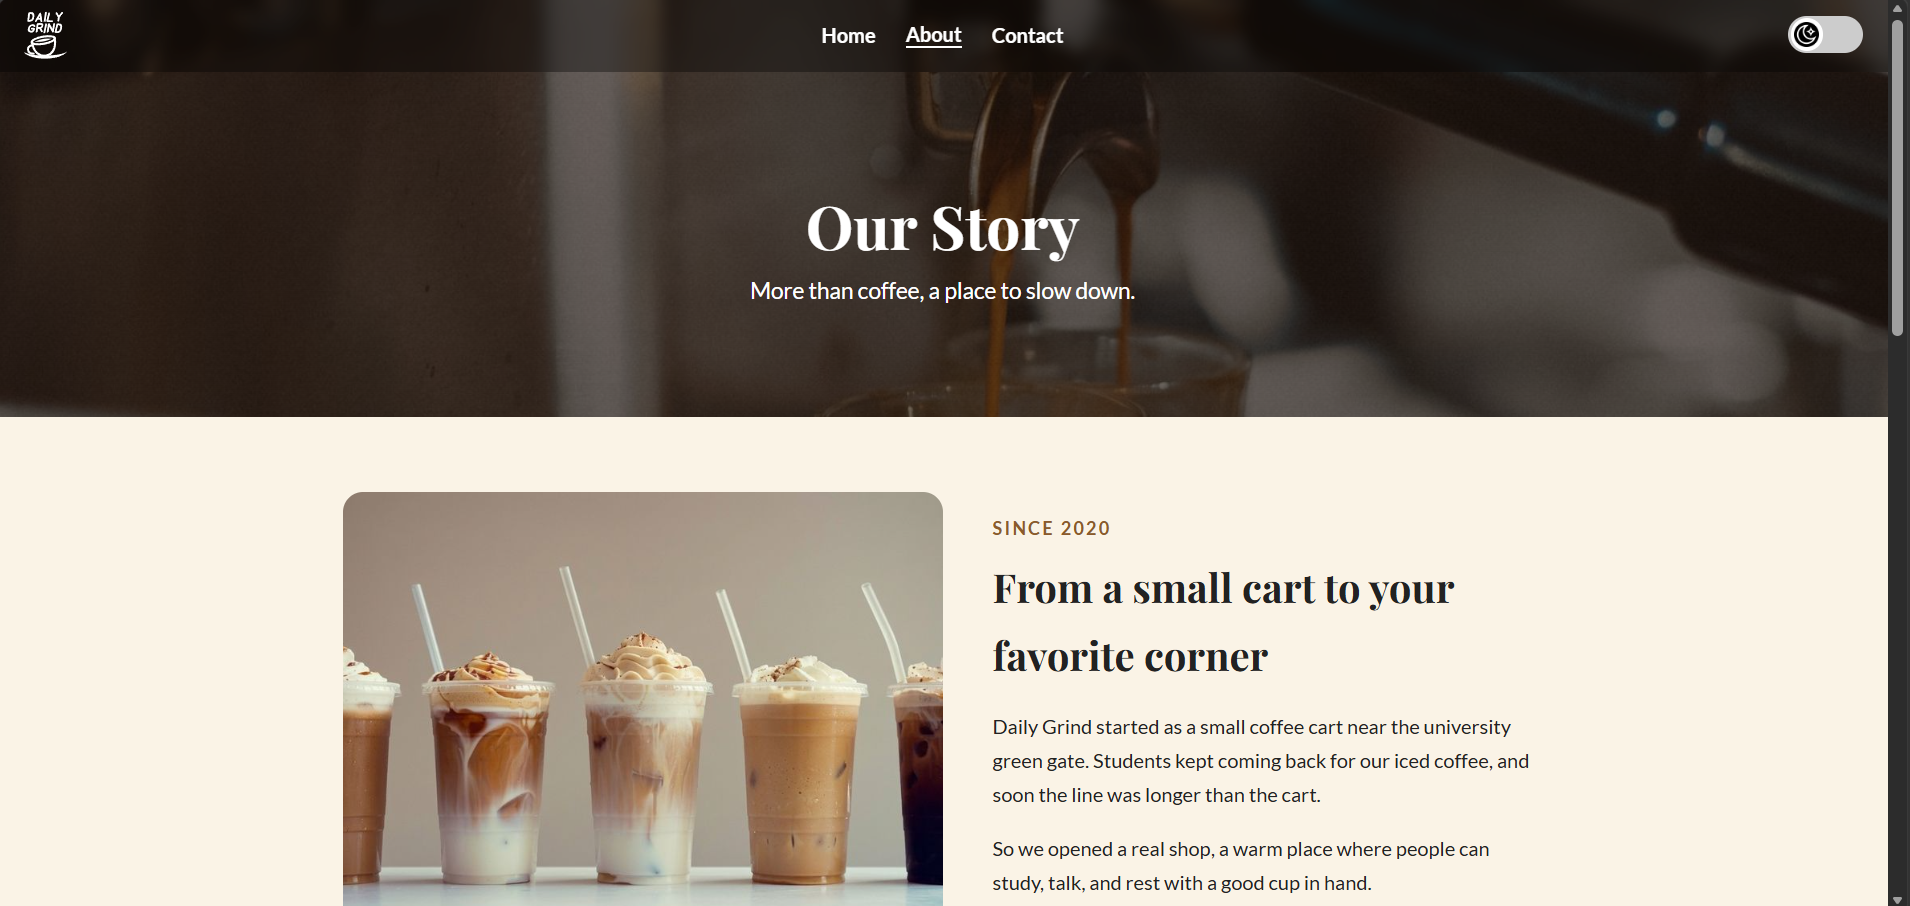 DAILY
GRIND
Home
About
Contact
Our Story
More than coffee, a place to slow down.
SINCE 2020
From a small cart to your
favorite corner
Daily Grind started as a small coffee cart near the university
green gate. Students kept coming back for our iced coffee, and
soon the line was longer than the cart.
So we opened a real shop, a warm place where people can
study, talk, and rest with a good cup in hand.